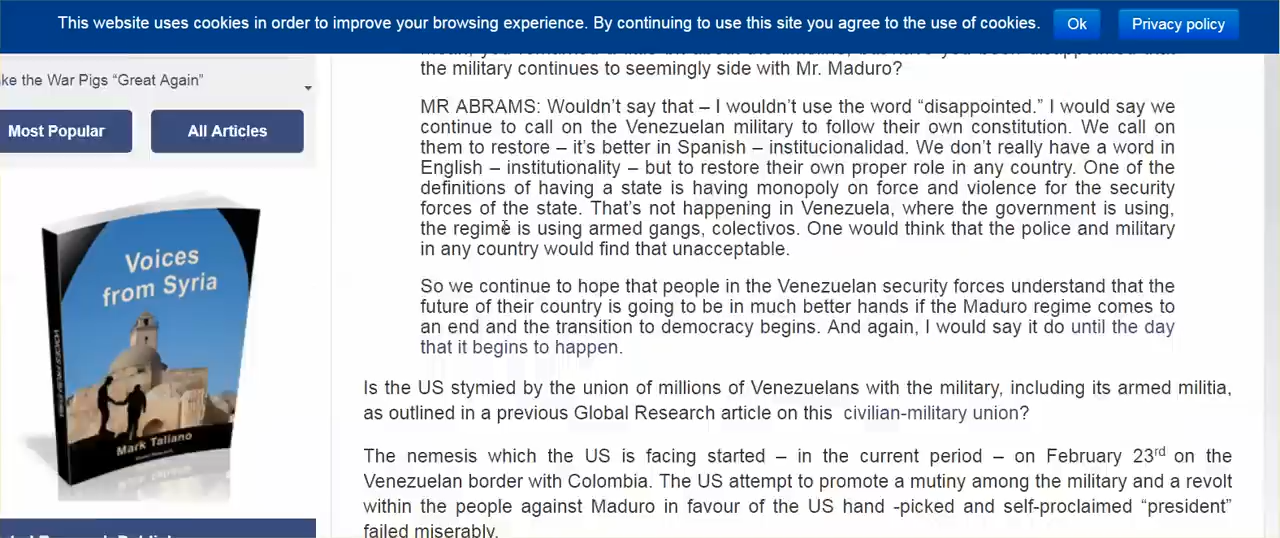 This website uses cookies in order to improve your browsing experience. By continuing to use this site you agree to the use of cookies.
Ok
Privacy policy
ke the War Pigs “Great Again”
Most Popular
All Articles
Voices
from Syria
Mark Taliano
the military continues to seemingly side with Mr. Maduro?
MR ABRAMS: Wouldn’t say that – I wouldn’t use the word “disappointed.” I would say we
continue to call on the Venezuelan military to follow their own constitution. We call on
them to restore – it’s better in Spanish – institucionalidad. We don’t really have a word in
English – institutionality – but to restore their own proper role in any country. One of the
definitions of having a state is having monopoly on force and violence for the security
forces of the state. That’s not happening in Venezuela, where the government is using,
the regime is using armed gangs, colectivos. One would think that the police and military
in any country would find that unacceptable.
So we continue to hope that people in the Venezuelan security forces understand that the
future of their country is going to be in much better hands if the Maduro regime comes to
an end and the transition to democracy begins. And again, I would say it do until the day
that it begins to happen.
Is the US stymied by the union of millions of Venezuelans with the military, including its armed militia,
as outlined in a previous Global Research article on this civilian-military union?
The nemesis which the US is facing started – in the current period – on February 23rd on the
Venezuelan border with Colombia. The US attempt to promote a mutiny among the military and a revolt
within the people against Maduro in favour of the US hand -picked and self-proclaimed “president”
failed miserably.